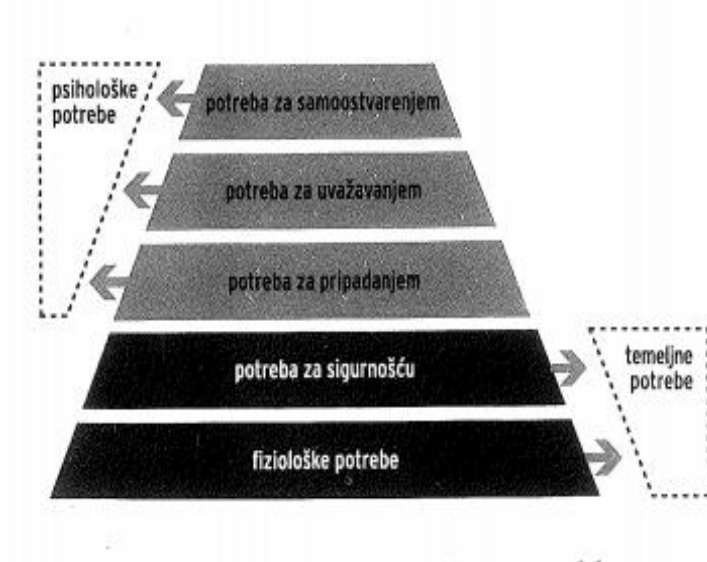 psihološke
potrebe
potreba za samoostvarenjem
potreba za uvažavanjem
potreba za pripadanjem
potreba za sigurnošću
temeljne
potrebe
fiziološke potrebe